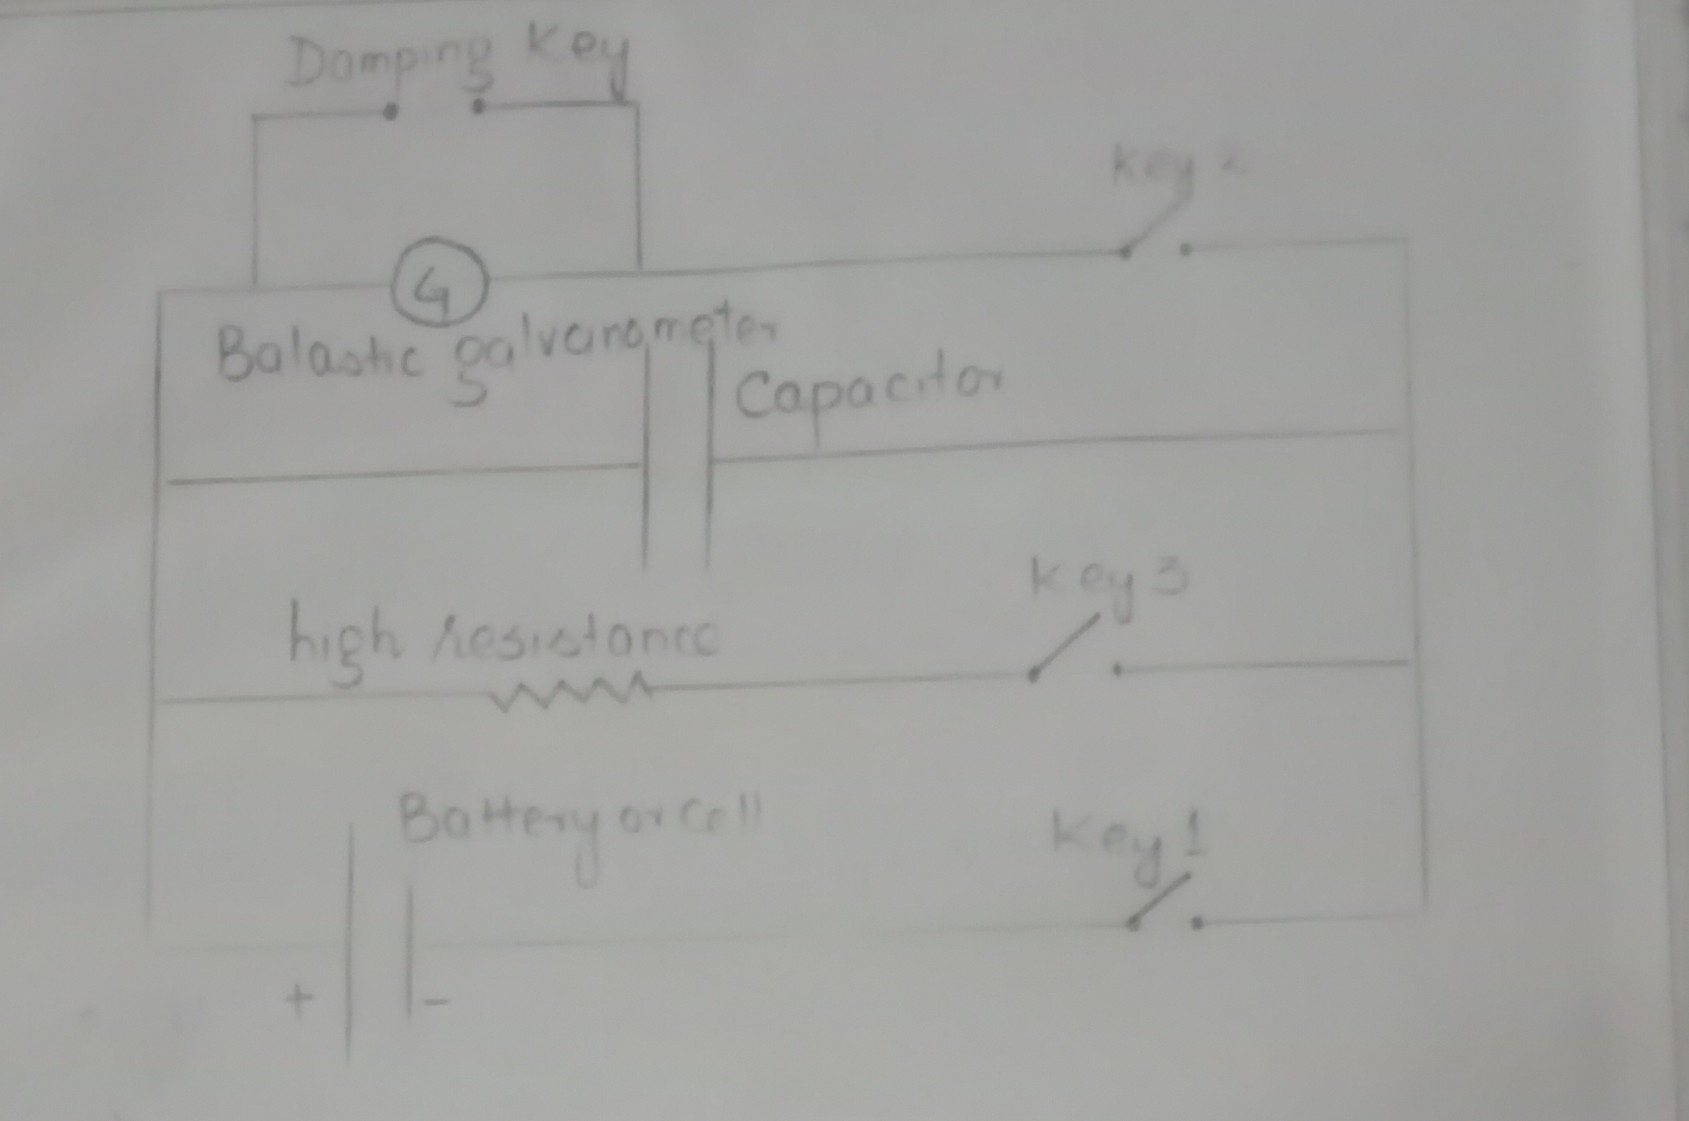 Damping Key
Key 2
G
Balastic galvanometer
Capacitor
Key 3
high resistance
Battery or Cell
Key 1
+ -